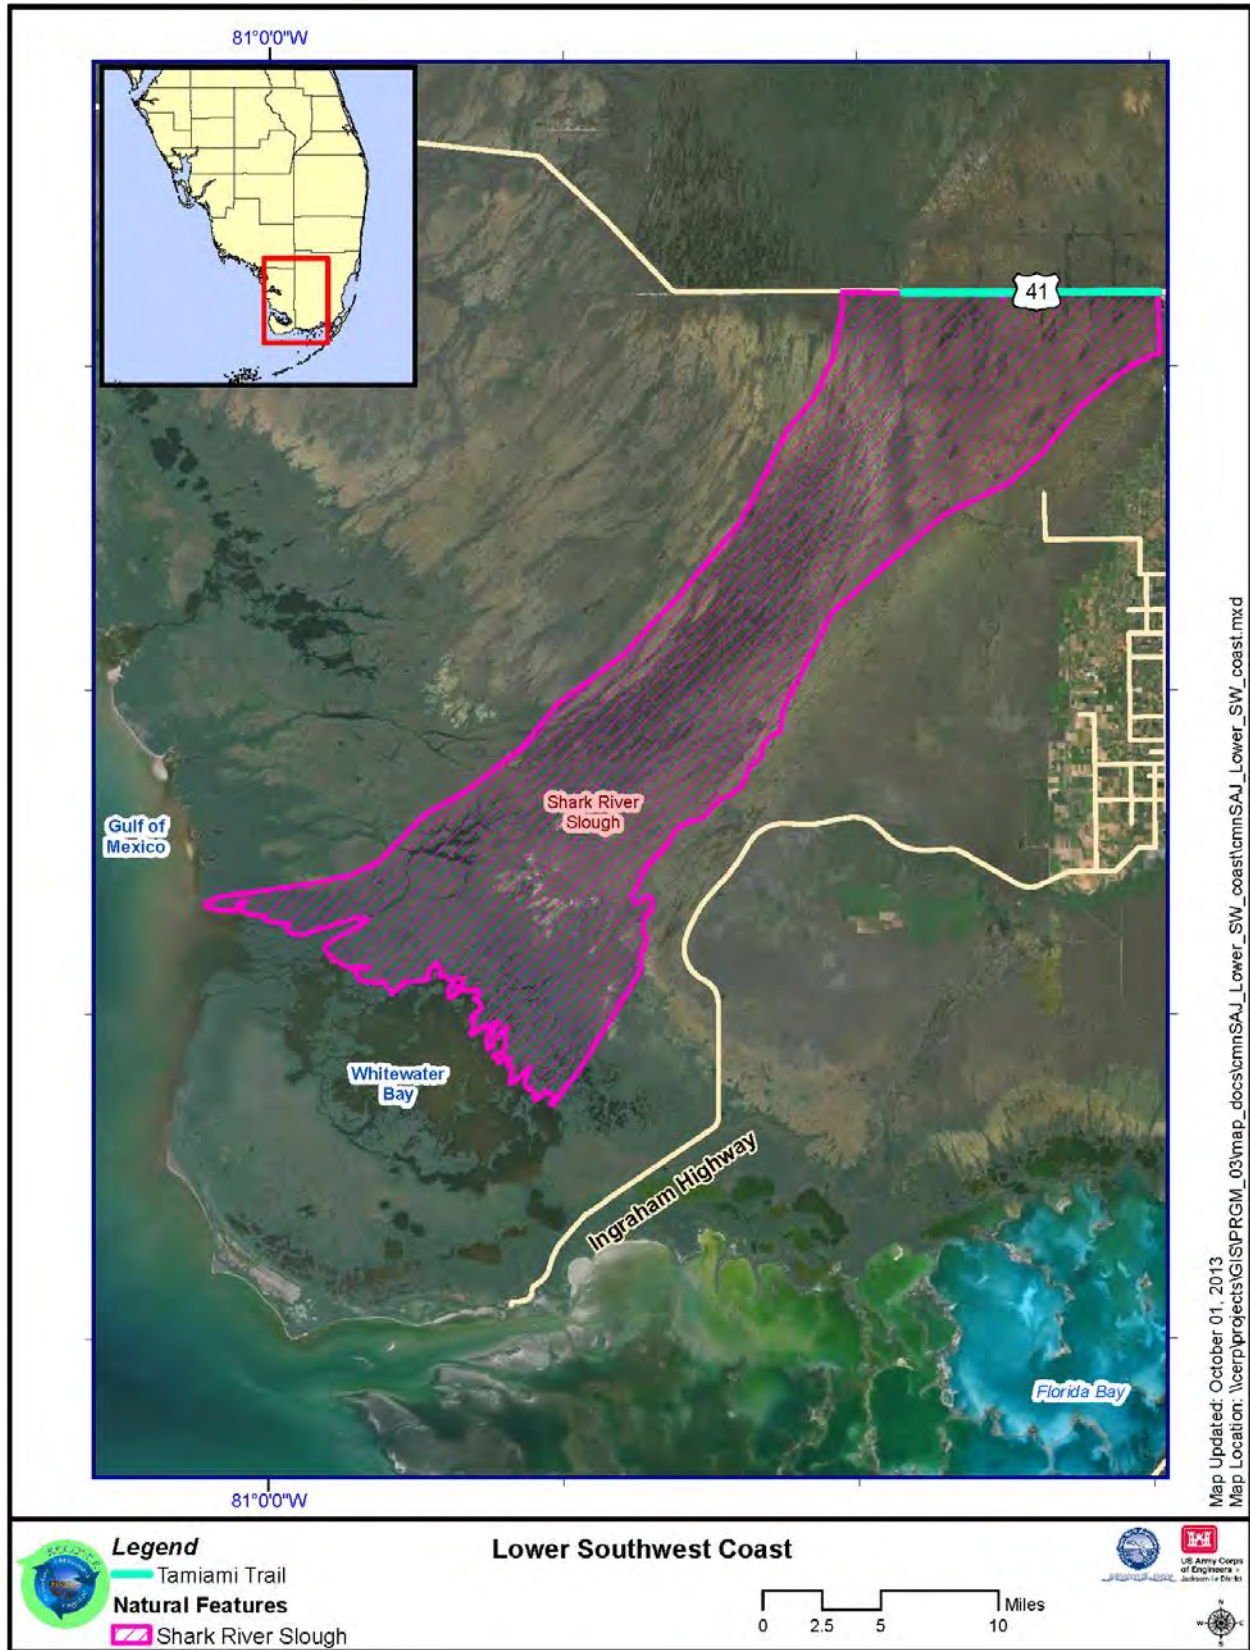 81°0'0"W
41
Shark River
Slough
Gulf of
Mexico
Whitewater
Bay
Ingraham Highway
Florida Bay
81°0'0"W
Map Updated: October 01, 2013
Map Location: \\cerp\projects\GIS\PRGM_03\map_docs\cmnSAJ_Lower_SW_coast\cmnSAJ_Lower_SW_coast.mxd
Legend
Tamiami Trail
Natural Features
Shark River Slough
Lower Southwest Coast
0 2.5 5 10 Miles
US Army Corps
of Engineers
Jacksonville District
N
W E
S